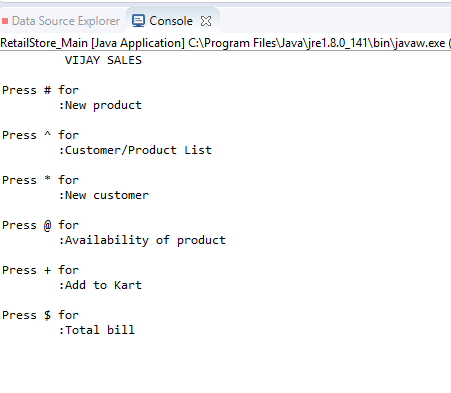 Data Source Explorer Console
RetailStore_Main [Java Application] C:\Program Files\Java\jre1.8.0_141\bin\javaw.exe (
VIJAY SALES
Press # for
:New product
Press ^ for
:Customer/Product List
Press * for
:New customer
Press @ for
:Availability of product
Press + for
:Add to Kart
Press $ for
:Total bill